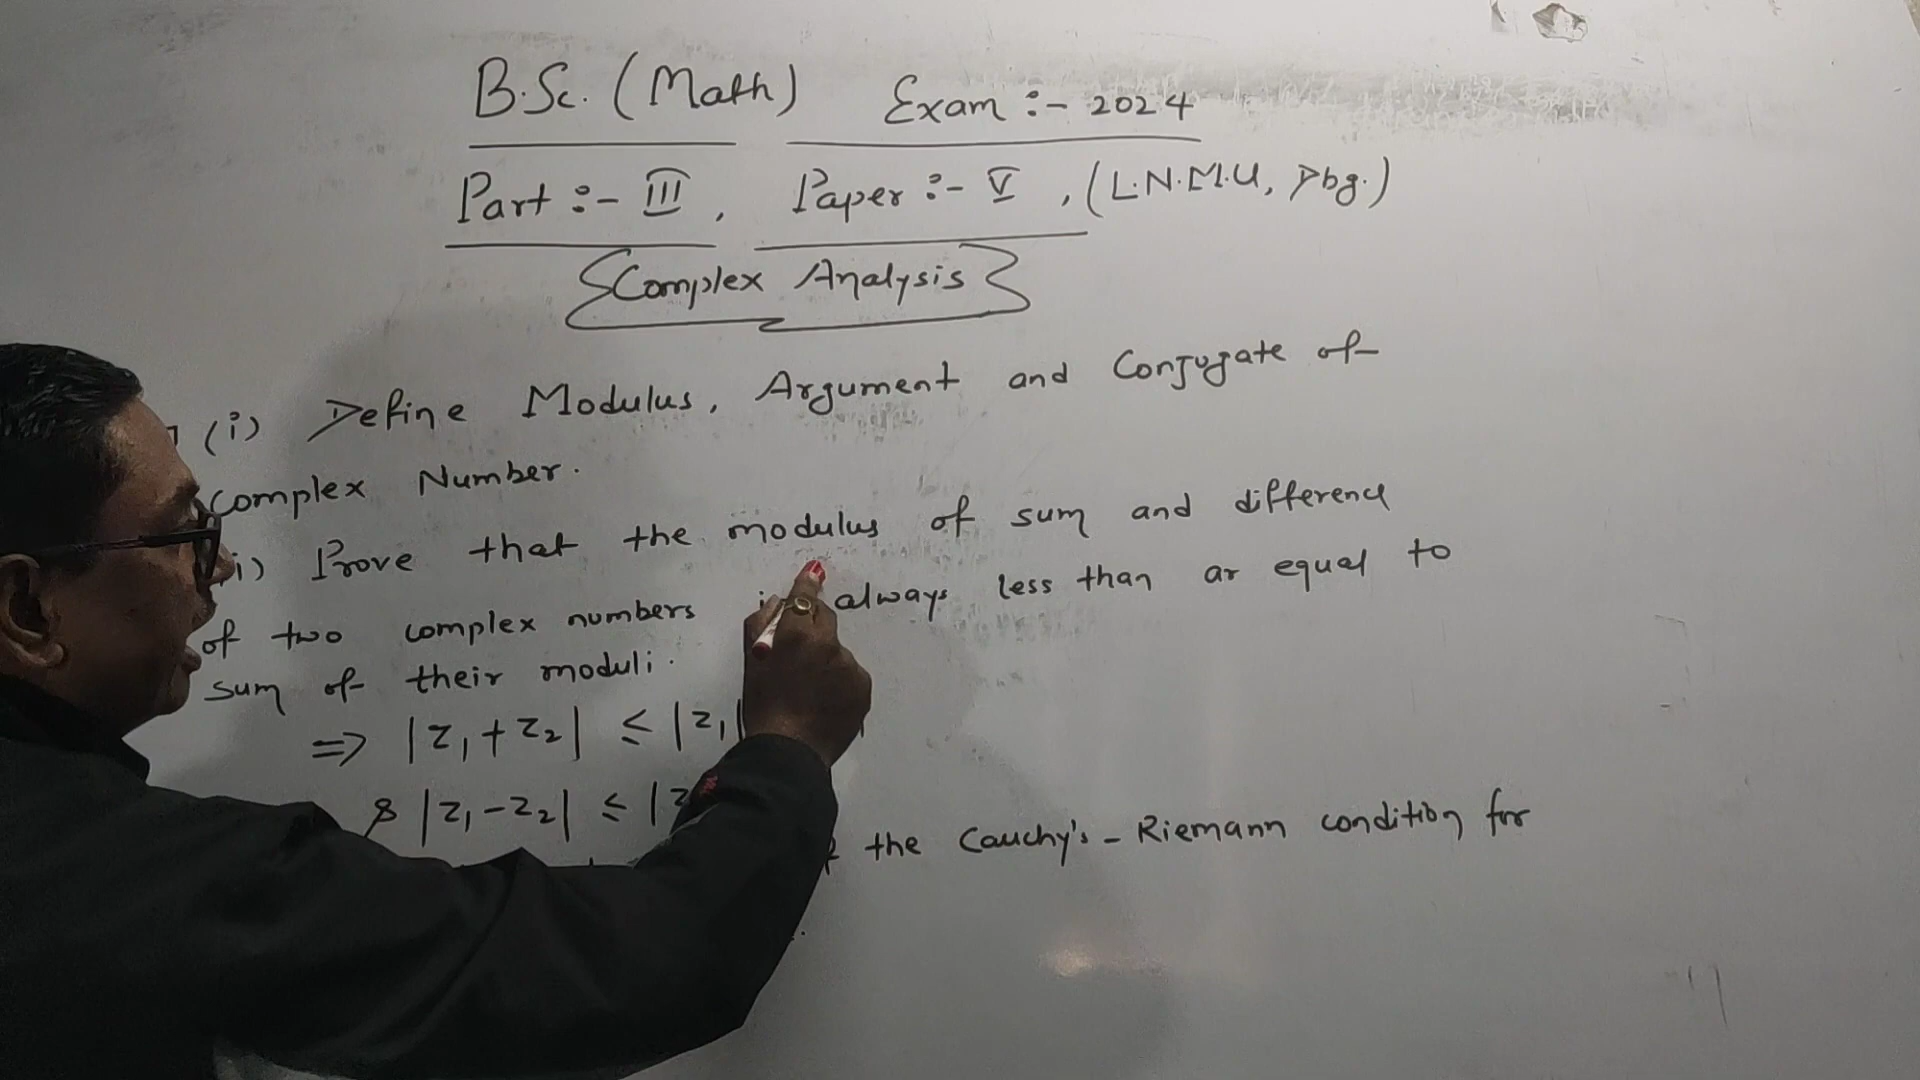 B.Sc. (Math) Exam :- 2024
Part :- III, Paper :- V, (L.N.M.U, Dbg.)
Complex Analysis
(i) Define Modulus, Argument and Conjugate of
Complex Number.
i) Prove that the modulus of sum and difference
of two complex numbers always less than ar equal to
sum of their moduli.
=> |z₁+z₂| ≤ |z₁|
& |z₁-z₂| ≤ |z
the Cauchy's - Riemann condition for